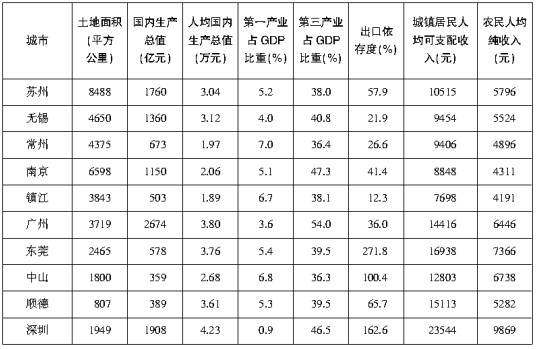 城市 土地面积(平方公里) 国内生产总值(亿元) 人均国内生产总值(万元) 第一产业占GDP比重(%) 第三产业占GDP比重(%) 出口依存度(%) 城镇居民人均可支配收入(元) 农民人均纯收入(元)
苏州 8488 1760 3.04 5.2 38.0 57.9 10515 5796
无锡 4650 1360 3.12 4.0 40.8 21.9 9454 5524
常州 4375 673 1.97 7.0 36.4 26.6 9406 4896
南京 6598 1150 2.06 5.1 47.3 41.4 8848 4311
镇江 3843 503 1.89 6.7 38.1 12.3 7698 4191
广州 3719 2674 3.80 3.6 54.0 36.0 14416 6446
东莞 2465 578 3.76 5.4 39.5 271.8 16938 7366
中山 1800 359 2.68 6.8 36.3 100.4 12803 6738
顺德 807 389 3.61 5.3 39.5 65.7 15113 5282
深圳 1949 1908 4.23 0.9 46.5 162.6 23544 9869